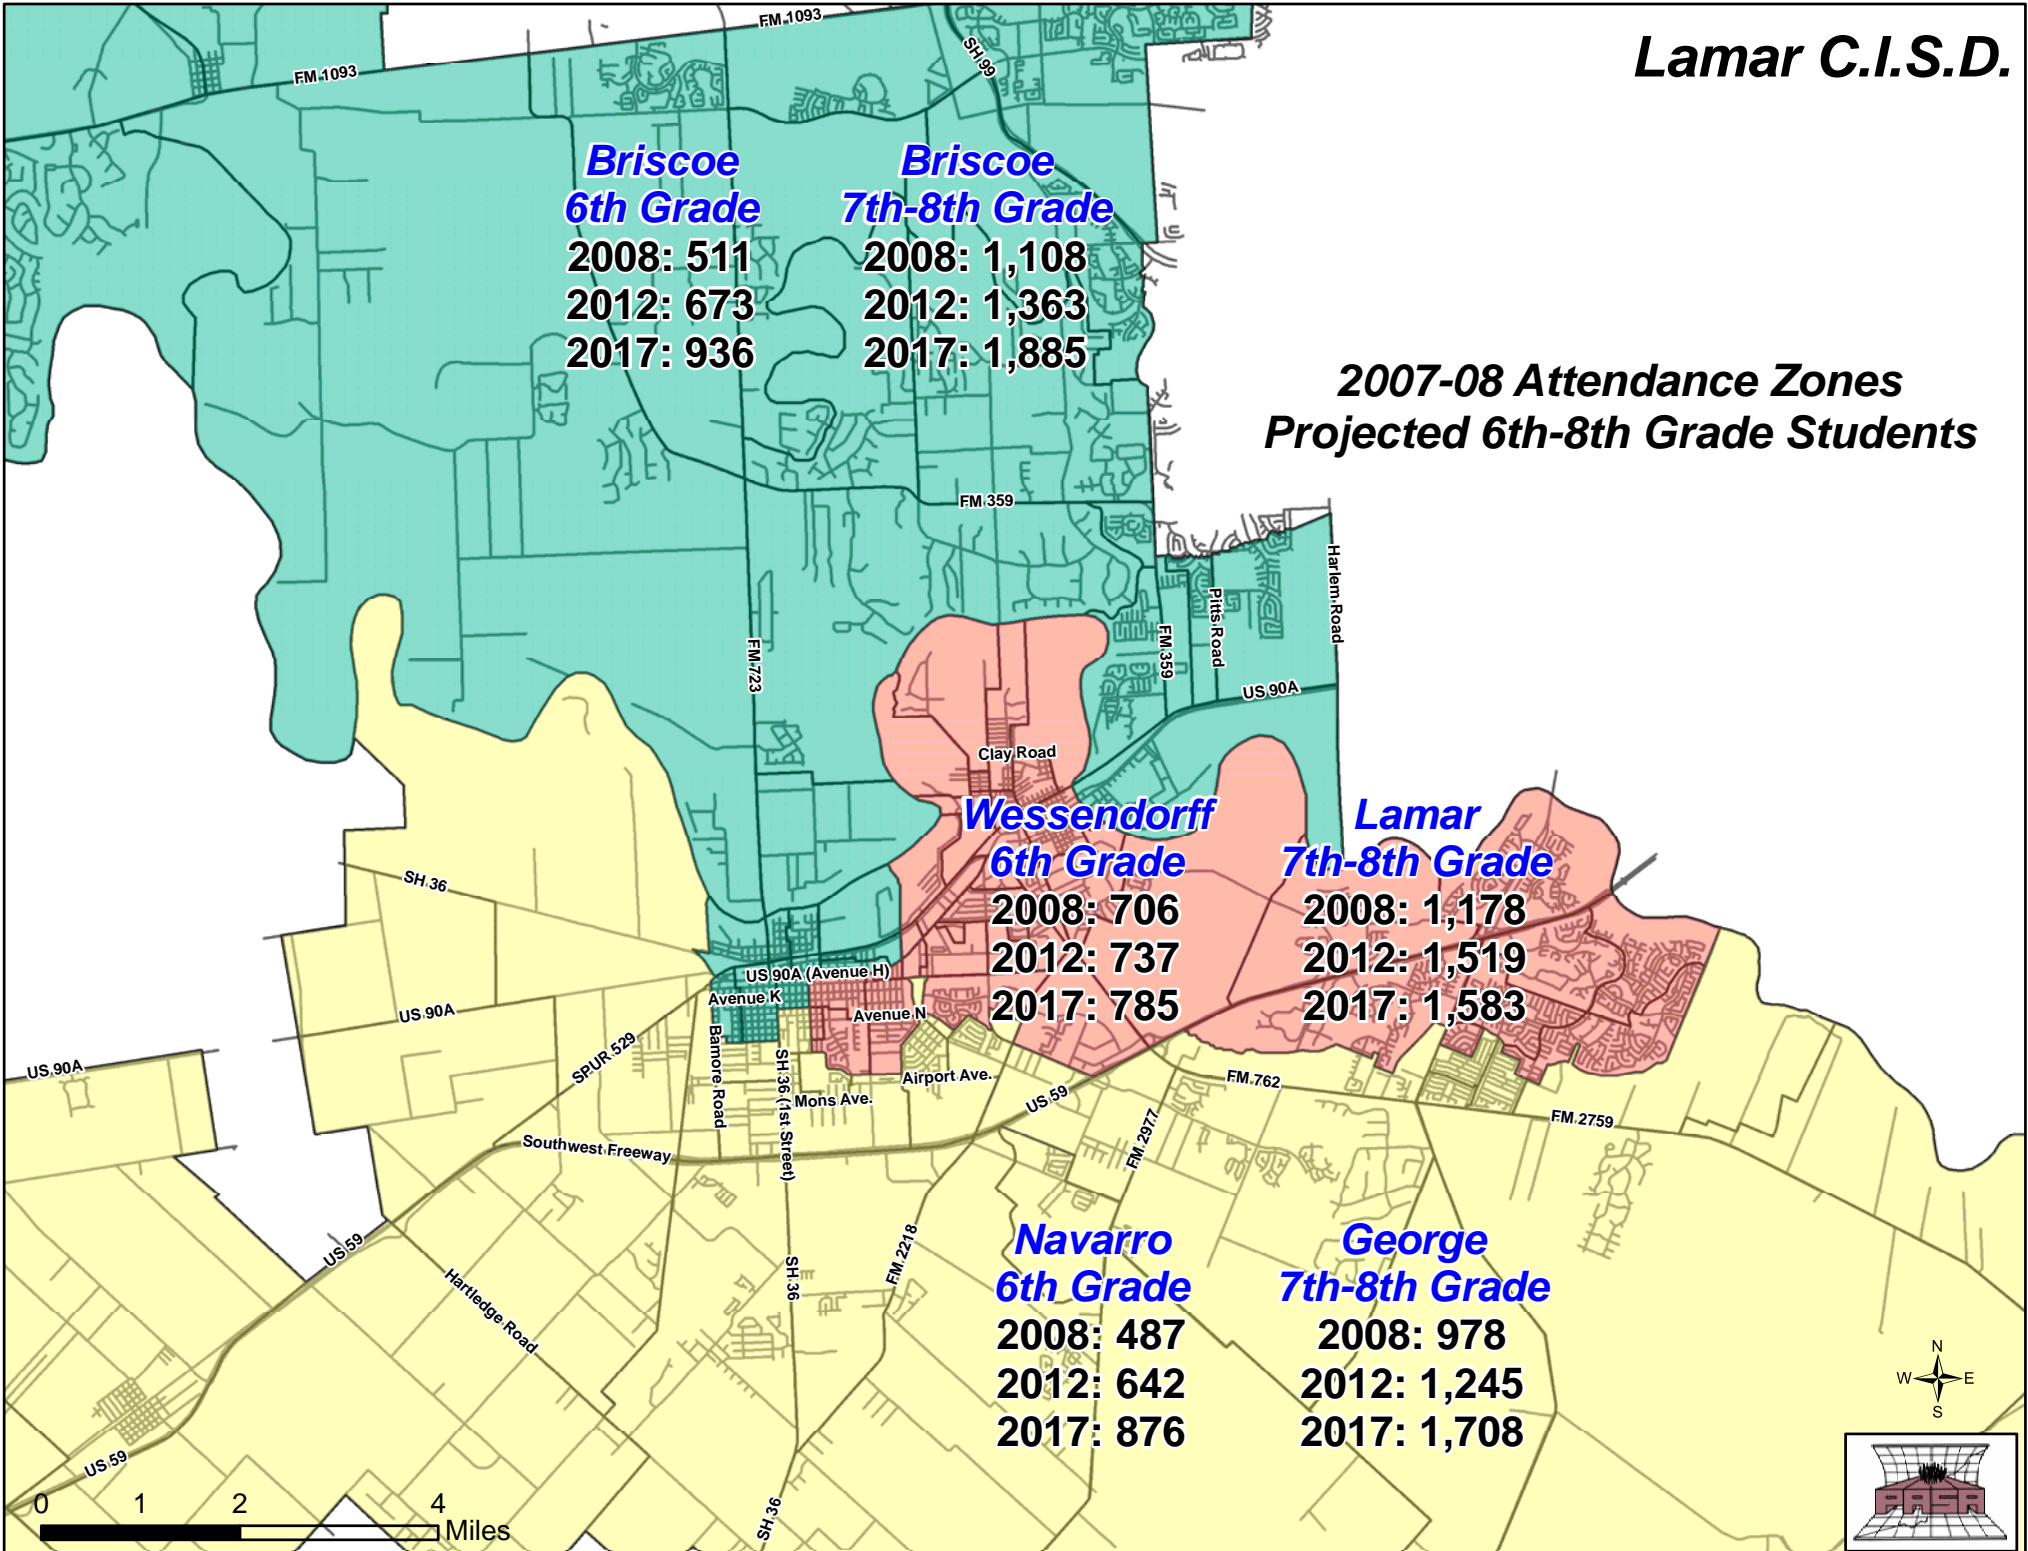 Lamar C.I.S.D.
FM 1093
FM 1093
SH 99
Briscoe
6th Grade
2008: 511
2012: 673
2017: 936
Briscoe
7th-8th Grade
2008: 1,108
2012: 1,363
2017: 1,885
2007-08 Attendance Zones
Projected 6th-8th Grade Students
FM 359
Harlem Road
Pitts Road
FM 359
FM 723
US 90A
Clay Road
Wessendorff
6th Grade
2008: 706
2012: 737
2017: 785
Lamar
7th-8th Grade
2008: 1,178
2012: 1,519
2017: 1,583
SH 36
US 90A (Avenue H)
Avenue K
Avenue N
US 90A
US 90A
SPUR 529
Bamore Road
SH 36 (1st Street)
Airport Ave.
Mons Ave.
US 59
FM 762
FM 2759
FM 2977
Southwest Freeway
US 59
Hartledge Road
SH 36
FM 2218
Navarro
6th Grade
2008: 487
2012: 642
2017: 876
George
7th-8th Grade
2008: 978
2012: 1,245
2017: 1,708
N
W E
S
US 59
SH 36
0 1 2 4
Miles
PASA